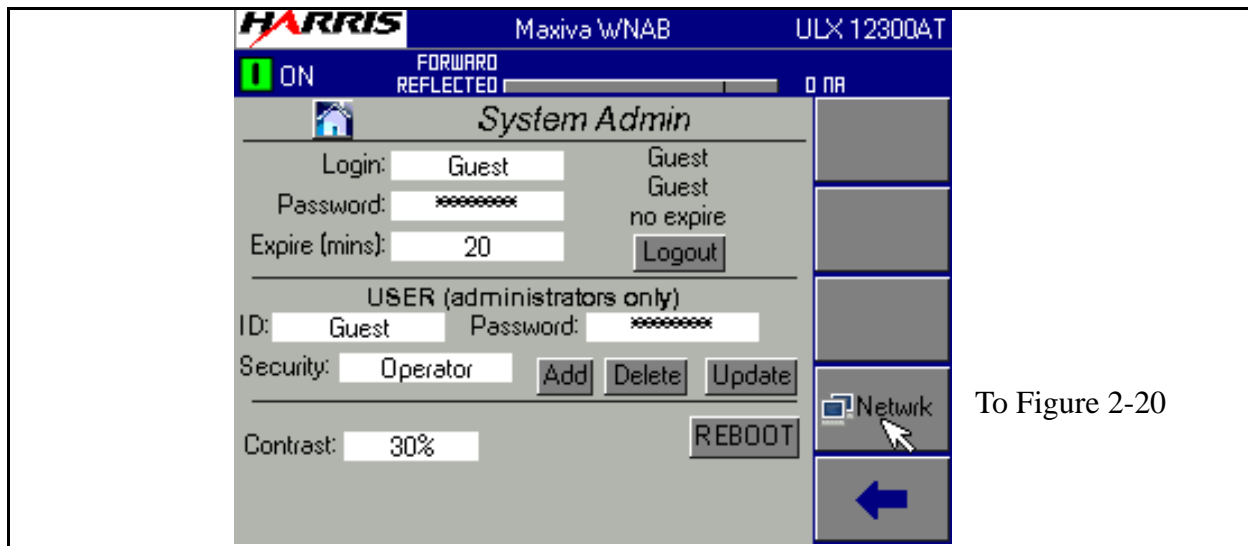 HARRIS Maxiva WNAB ULX 12300AT
ON FORWARD
REFLECTED 0 NA
System Admin
Login: Guest Guest
Guest
Password: ********** no expire
Expire (mins): 20 Logout
USER (administrators only)
ID: Guest Password: **********
Security: Operator Add Delete Update
Netwrk To Figure 2-20
Contrast: 30% REBOOT